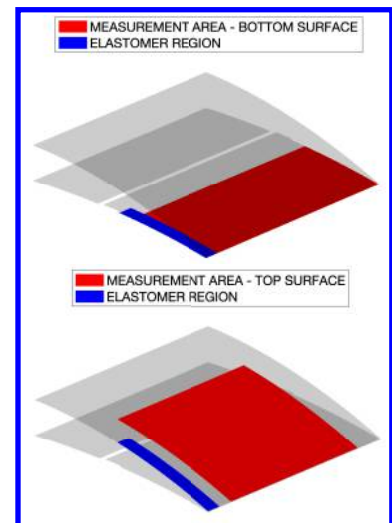 MEASUREMENT AREA - BOTTOM SURFACE
ELASTOMER REGION
MEASUREMENT AREA - TOP SURFACE
ELASTOMER REGION